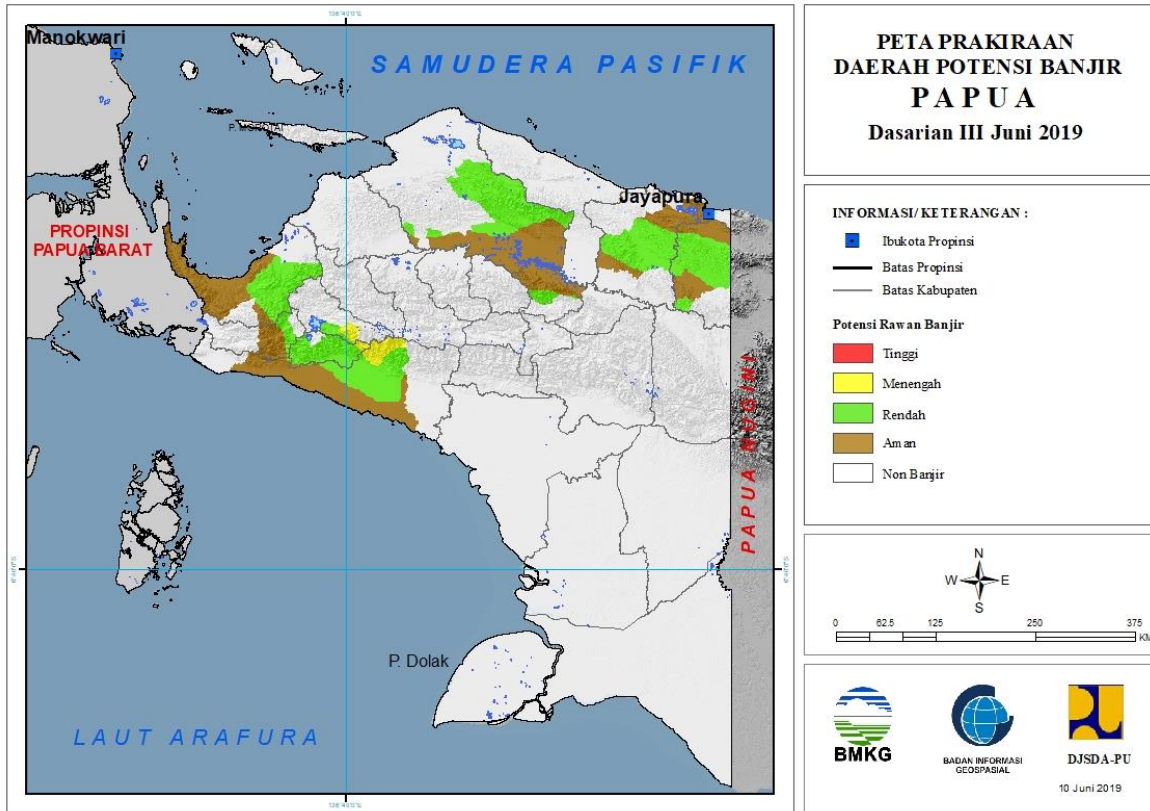 PETA PRAKIRAAN
DAERAH POTENSI BANJIR
PAPUA
Dasarian III Juni 2019
Manokwari
SAMUDERA PASIFIK
Jayapura
PROPINSI
PAPUA BARAT
PAPUA NUGINI
P. Dolak
LAUT ARAFURA
INFORMASI/ KETERANGAN :
Ibukota Propinsi
Batas Propinsi
Batas Kabupaten
Potensi Rawan Banjir
Tinggi
Menengah
Rendah
Aman
Non Banjir
N
W E
S
0 62.5 125 250 375
KM
BMKG
BADAN INFORMASI
GEOSPASIAL
DJSDA-PU
10 Juni 2019